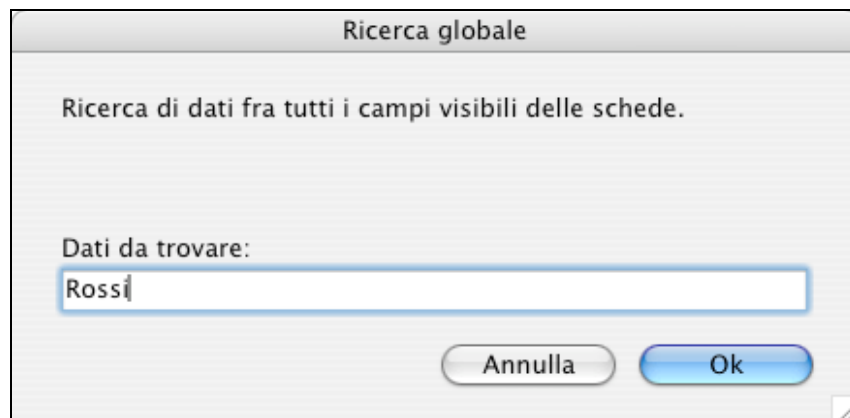 Ricerca globale
Ricerca di dati fra tutti i campi visibili delle schede.
Dati da trovare:
Rossi
Annulla
Ok